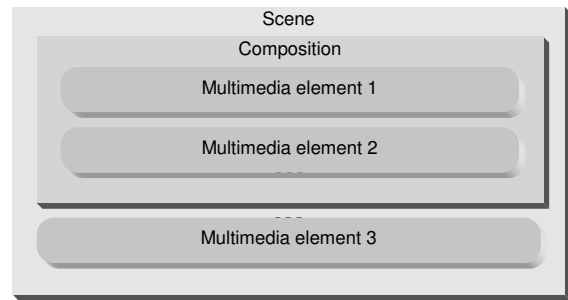 Scene
Composition
Multimedia element 1
Multimedia element 2
...
...
Multimedia element 3